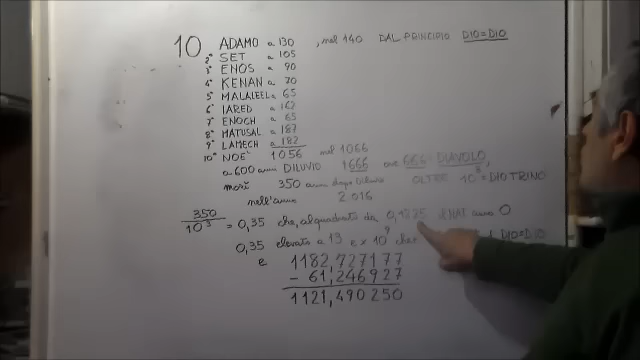 10 ADAMO a 130 , nel 140 DAL PRINCIPIO DIO=DIO
2° SET a 105
3° ENOS a 90
4° KENAN a 70
5° MALALEEL a 65
6° IARED a 162
7° ENOCH a 65
8° MATUSAL a 187
9° LAMECH a 182
10° NOE' 1056 nel 1066
a 600 anni DILUVIO 1666 666 DIAVOLO,
morì 350 anni dopo Diluvio OLTRE 10 = DIO TRINO
nell'anno 2016
350 / 10³ = 0,35 che, al quadrato da 0,1225 0
0,35 elevato a 13 e x 10⁹ DIO=DIO
e 1182,727177
- 61,246927
1121,490250